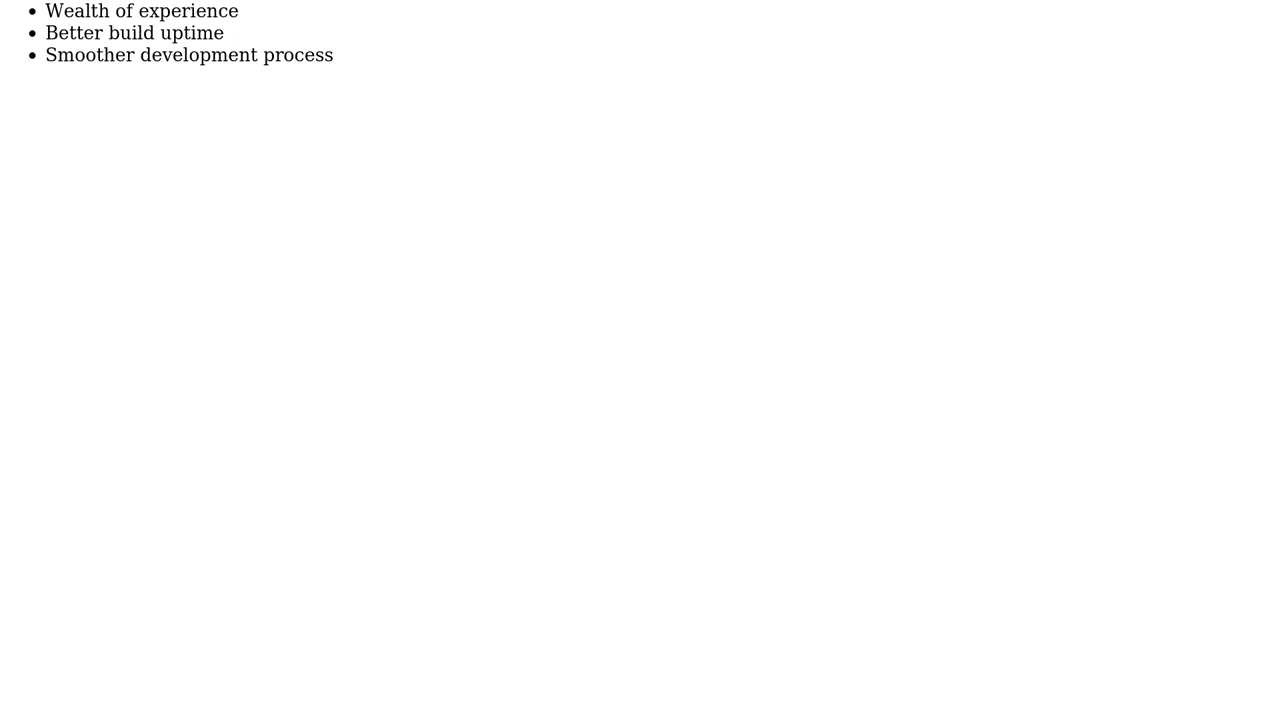 Wealth of experience
Better build uptime
Smoother development process